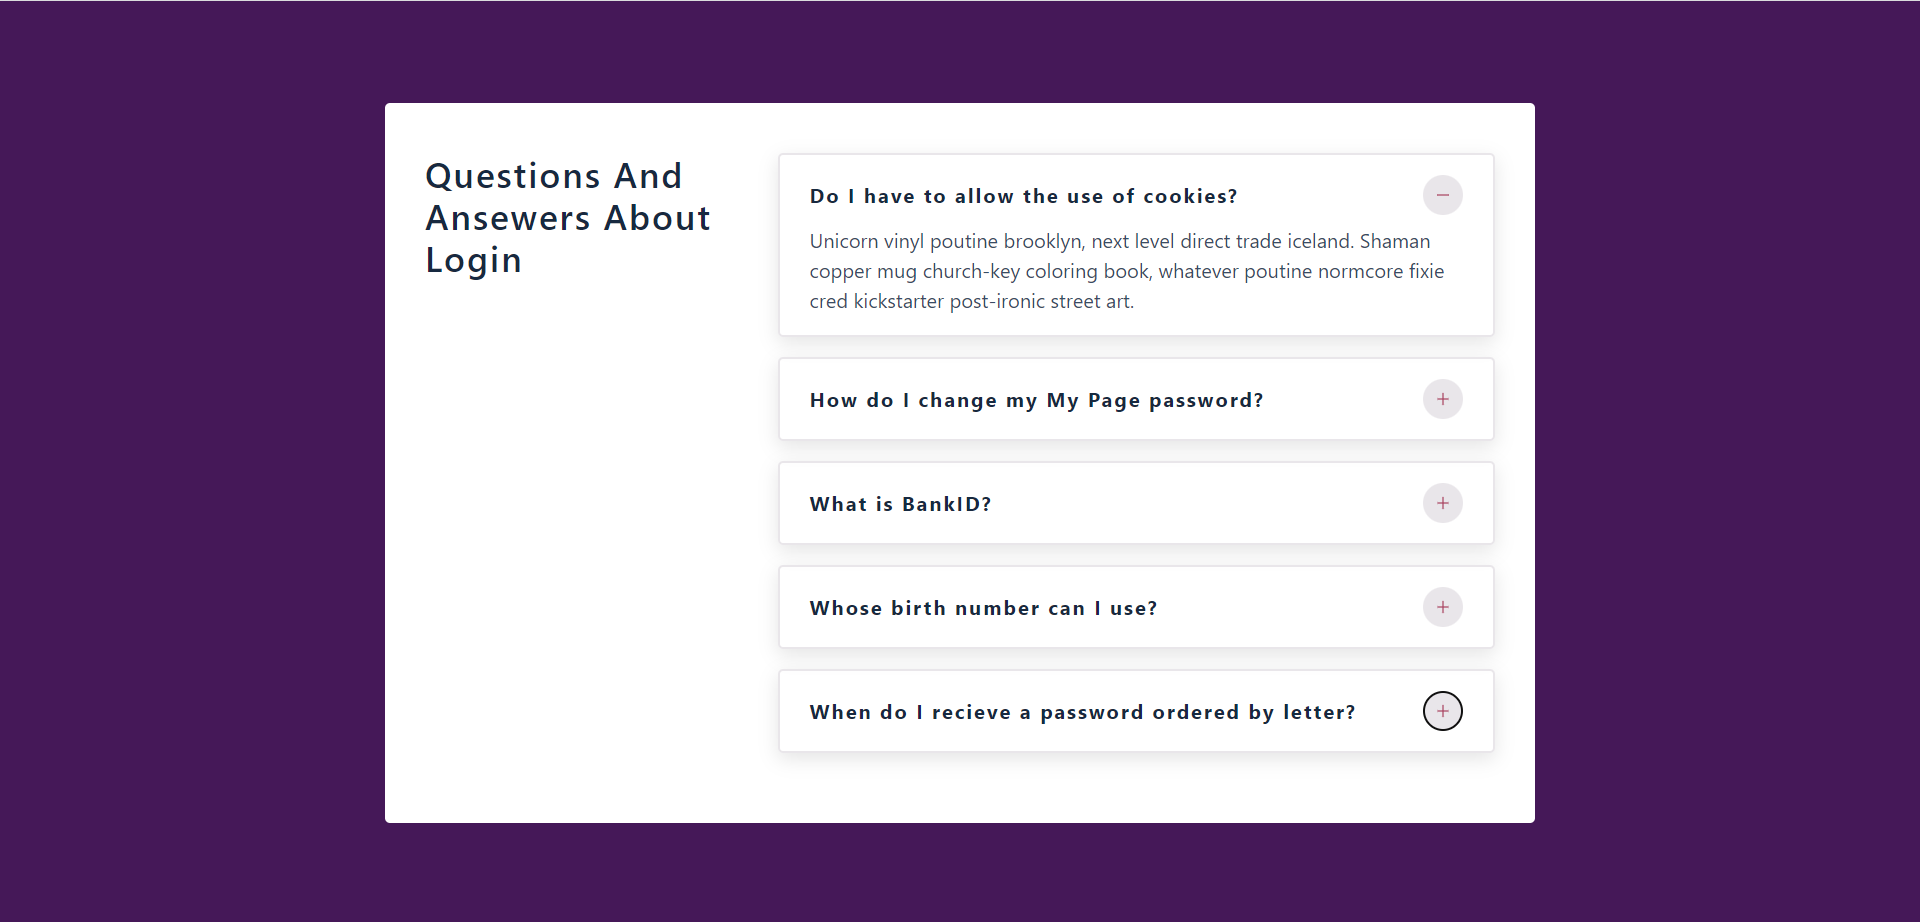 Questions And
Ansewers About
Login
Do I have to allow the use of cookies?
Unicorn vinyl poutine brooklyn, next level direct trade iceland. Shaman
copper mug church-key coloring book, whatever poutine normcore fixie
cred kickstarter post-ironic street art.
How do I change my My Page password?
What is BankID?
Whose birth number can I use?
When do I recieve a password ordered by letter?